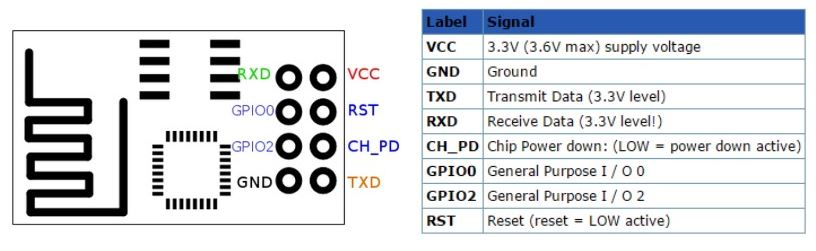 RXD VCC
GPIO0 RST
GPIO2 CH_PD
GND TXD
Label Signal
VCC 3.3V (3.6V max) supply voltage
GND Ground
TXD Transmit Data (3.3V level)
RXD Receive Data (3.3V level!)
CH_PD Chip Power down: (LOW = power down active)
GPIO0 General Purpose I / O 0
GPIO2 General Purpose I / O 2
RST Reset (reset = LOW active)